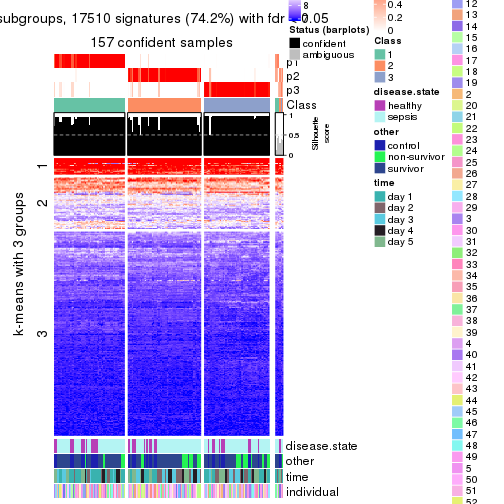 subgroups, 17510 signatures (74.2%) with fdr < 0.05
157 confident samples
p1
p2
p3
Class
1
0.5
0
Silhouette
score
k-means with 3 groups
1
2
3
disease.state
other
time
individual
8
Status (barplots)
confident
ambiguous
0.4
0.2
0
Class
1
2
3
disease.state
healthy
sepsis
other
control
non-survivor
survivor
time
day 1
day 2
day 3
day 4
day 5
12
13
14
15
16
17
18
19
2
20
21
22
23
24
25
26
27
28
29
3
30
31
32
33
34
35
36
37
38
39
4
40
41
42
43
44
45
46
47
48
49
5
50
51
52